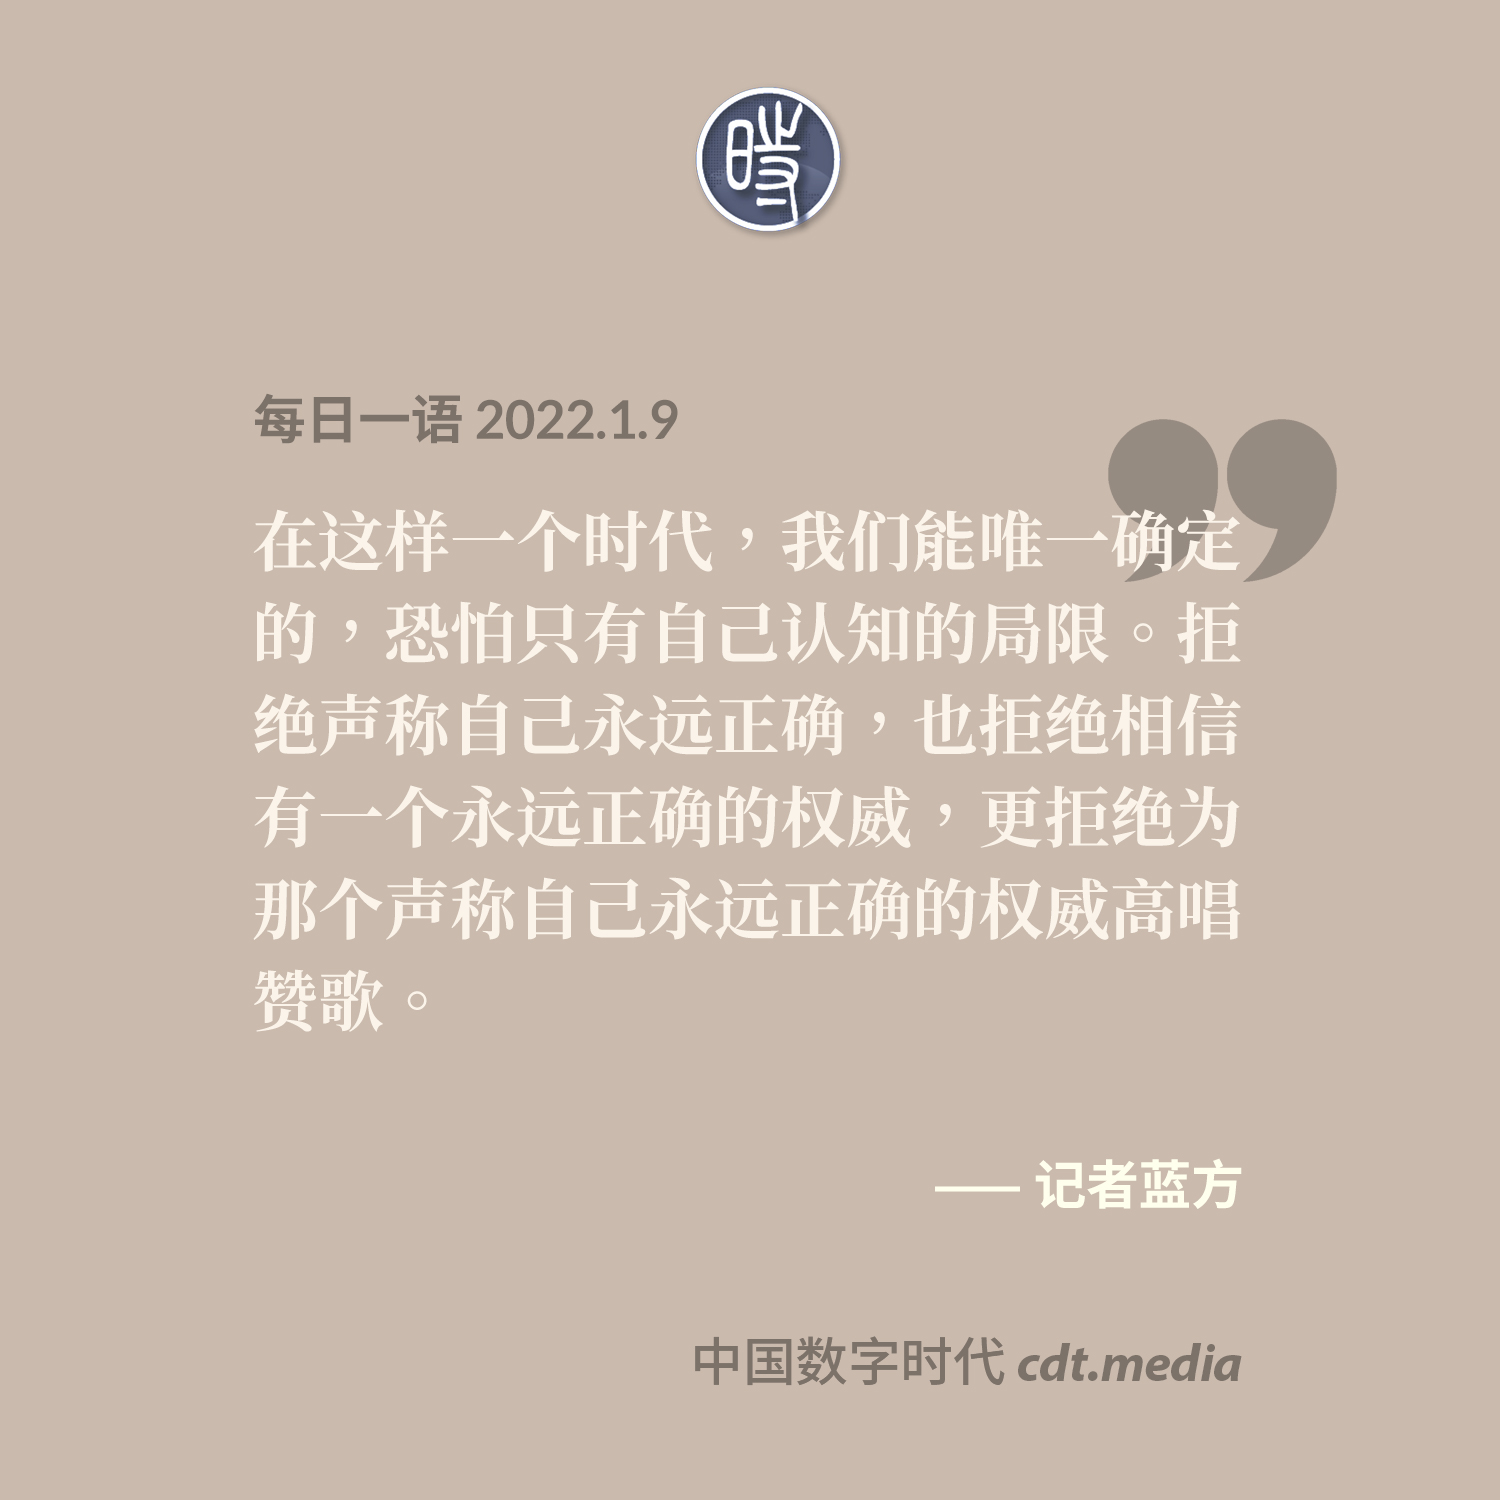 時
每日一语 2022.1.9
在这样一个时代，我们能唯一确定
的，恐怕只有自己认知的局限。拒
绝声称自己永远正确，也拒绝相信
有一个永远正确的权威，更拒绝为
那个声称自己永远正确的权威高唱
赞歌。
—— 记者蓝方
中国数字时代 cdt.media